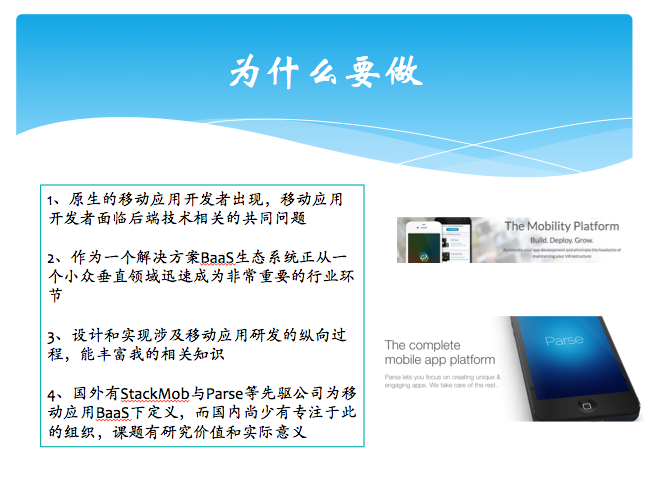 为什么要做
1、原生的移动应用开发者出现，移动应用
开发者面临后端技术相关的共同问题
2、作为一个解决方案BaaS生态系统正从一
个小众垂直领域迅速成为非常重要的行业环
节
3、设计和实现涉及移动应用研发的纵向过
程，能丰富我的相关知识
4、国外有StackMob与Parse等先驱公司为移
动应用BaaS下定义，而国内尚少有专注于此
的组织，课题有研究价值和实际意义
The Mobility Platform
Build. Deploy. Grow.
Accelerate your app development and eliminate the headache of
maintaining your infrastructure
The complete
mobile app platform
Parse lets you focus on creating unique &
engaging apps. We take care of the rest.
Parse